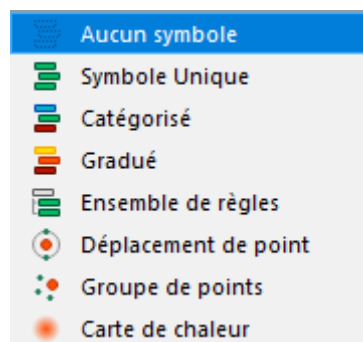 Aucun symbole
Symbole Unique
Catégorisé
Gradué
Ensemble de règles
Déplacement de point
Groupe de points
Carte de chaleur